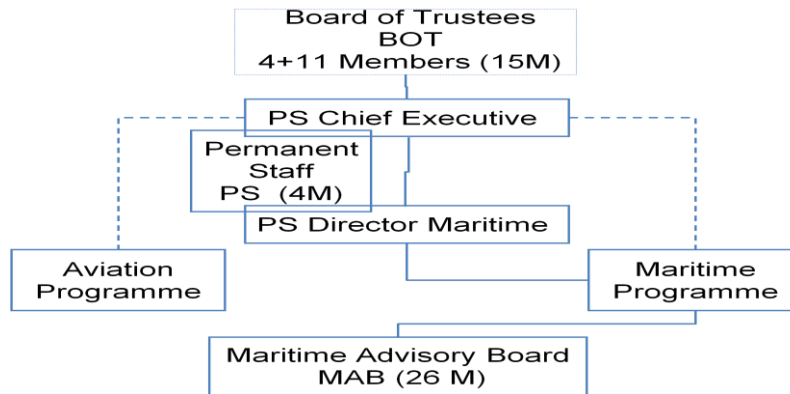 Board of Trustees
BOT
4+11 Members (15M)
PS Chief Executive
Permanent
Staff
PS (4M)
PS Director Maritime
Aviation
Programme
Maritime
Programme
Maritime Advisory Board
MAB (26 M)